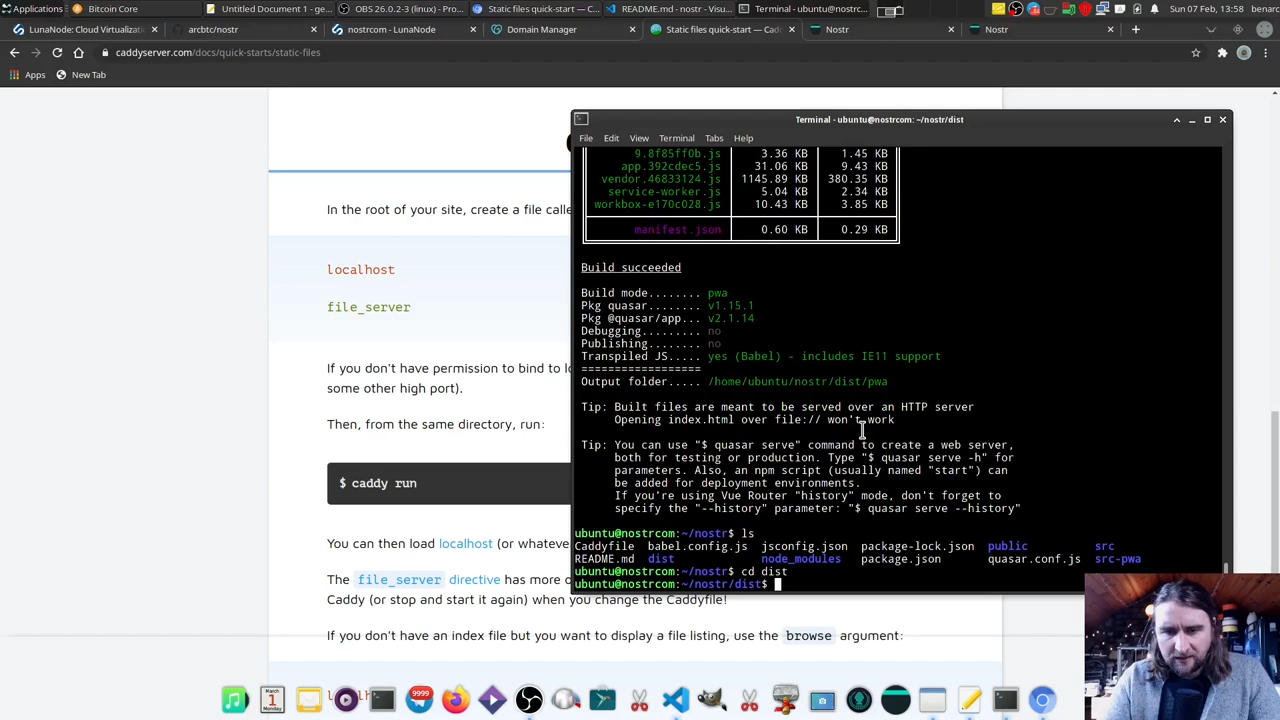 Applications
Bitcoin Core
Untitled Document 1 - ge...
OBS 26.0.2-3 (linux) - Pro...
Static files quick-start — C...
README.md - nostr - Visu...
Terminal - ubuntu@nostrc...
Sun 07 Feb, 13:58
benarc
LunaNode: Cloud Virtualizati
arcbtc/nostr
nostrcom - LunaNode
Domain Manager
Static files quick-start — Cad
Nostr
Nostr
caddyserver.com/docs/quick-starts/static-files
Apps
New Tab
In the root of your site, create a file calle
localhost
file_server
If you don't have permission to bind to lo
some other high port).
Then, from the same directory, run:
$ caddy run
You can then load localhost (or whateve
The file_server directive has more o
Caddy (or stop and start it again) when you change the Caddyfile!
If you don't have an index file but you want to display a file listing, use the browse argument:
Terminal - ubuntu@nostrcom: ~/nostr/dist
File Edit View Terminal Tabs Help
9.8f85ff0b.js 3.36 KB 1.45 KB
app.392cdec5.js 31.06 KB 9.43 KB
vendor.46833124.js 1145.89 KB 380.35 KB
service-worker.js 5.04 KB 2.34 KB
workbox-e170c028.js 10.43 KB 3.85 KB
manifest.json 0.60 KB 0.29 KB
Build succeeded
Build mode........ pwa
Pkg quasar........ v1.15.1
Pkg @quasar/app... v2.1.14
Debugging......... no
Publishing........ no
Transpiled JS..... yes (Babel) - includes IE11 support
==================
Output folder..... /home/ubuntu/nostr/dist/pwa
Tip: Built files are meant to be served over an HTTP server
Opening index.html over file:// won't work
Tip: You can use "$ quasar serve" command to create a web server,
both for testing or production. Type "$ quasar serve -h" for
parameters. Also, an npm script (usually named "start") can
be added for deployment environments.
If you're using Vue Router "history" mode, don't forget to
specify the "--history" parameter: "$ quasar serve --history"
ubuntu@nostrcom:~/nostr$ ls
Caddyfile babel.config.js jsconfig.json package-lock.json public src
README.md dist node_modules package.json quasar.conf.js src-pwa
ubuntu@nostrcom:~/nostr$ cd dist
ubuntu@nostrcom:~/nostr/dist$
March
1
Monday
9999